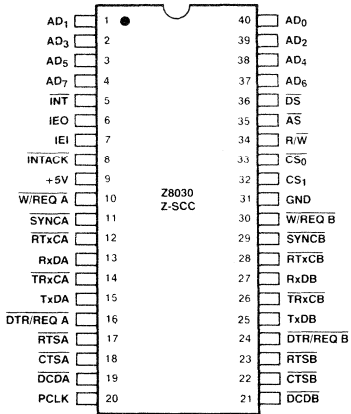 AD1 1 40 AD0
AD3 2 39 AD2
AD5 3 38 AD4
AD7 4 37 AD6
INT 5 36 DS
IEO 6 35 AS
IEI 7 34 R/W
INTACK 8 33 CS0
+5V 9 32 CS1
Z8030
Z-SCC
W/REQ A 10 31 GND
SYNCA 11 30 W/REQ B
RTxCA 12 29 SYNCB
RxDA 13 28 RTxCB
TRxCA 14 27 RxDB
TxDA 15 26 TRxCB
DTR/REQ A 16 25 TxDB
RTSA 17 24 DTR/REQ B
CTSA 18 23 RTSB
DCDA 19 22 CTSB
PCLK 20 21 DCDB